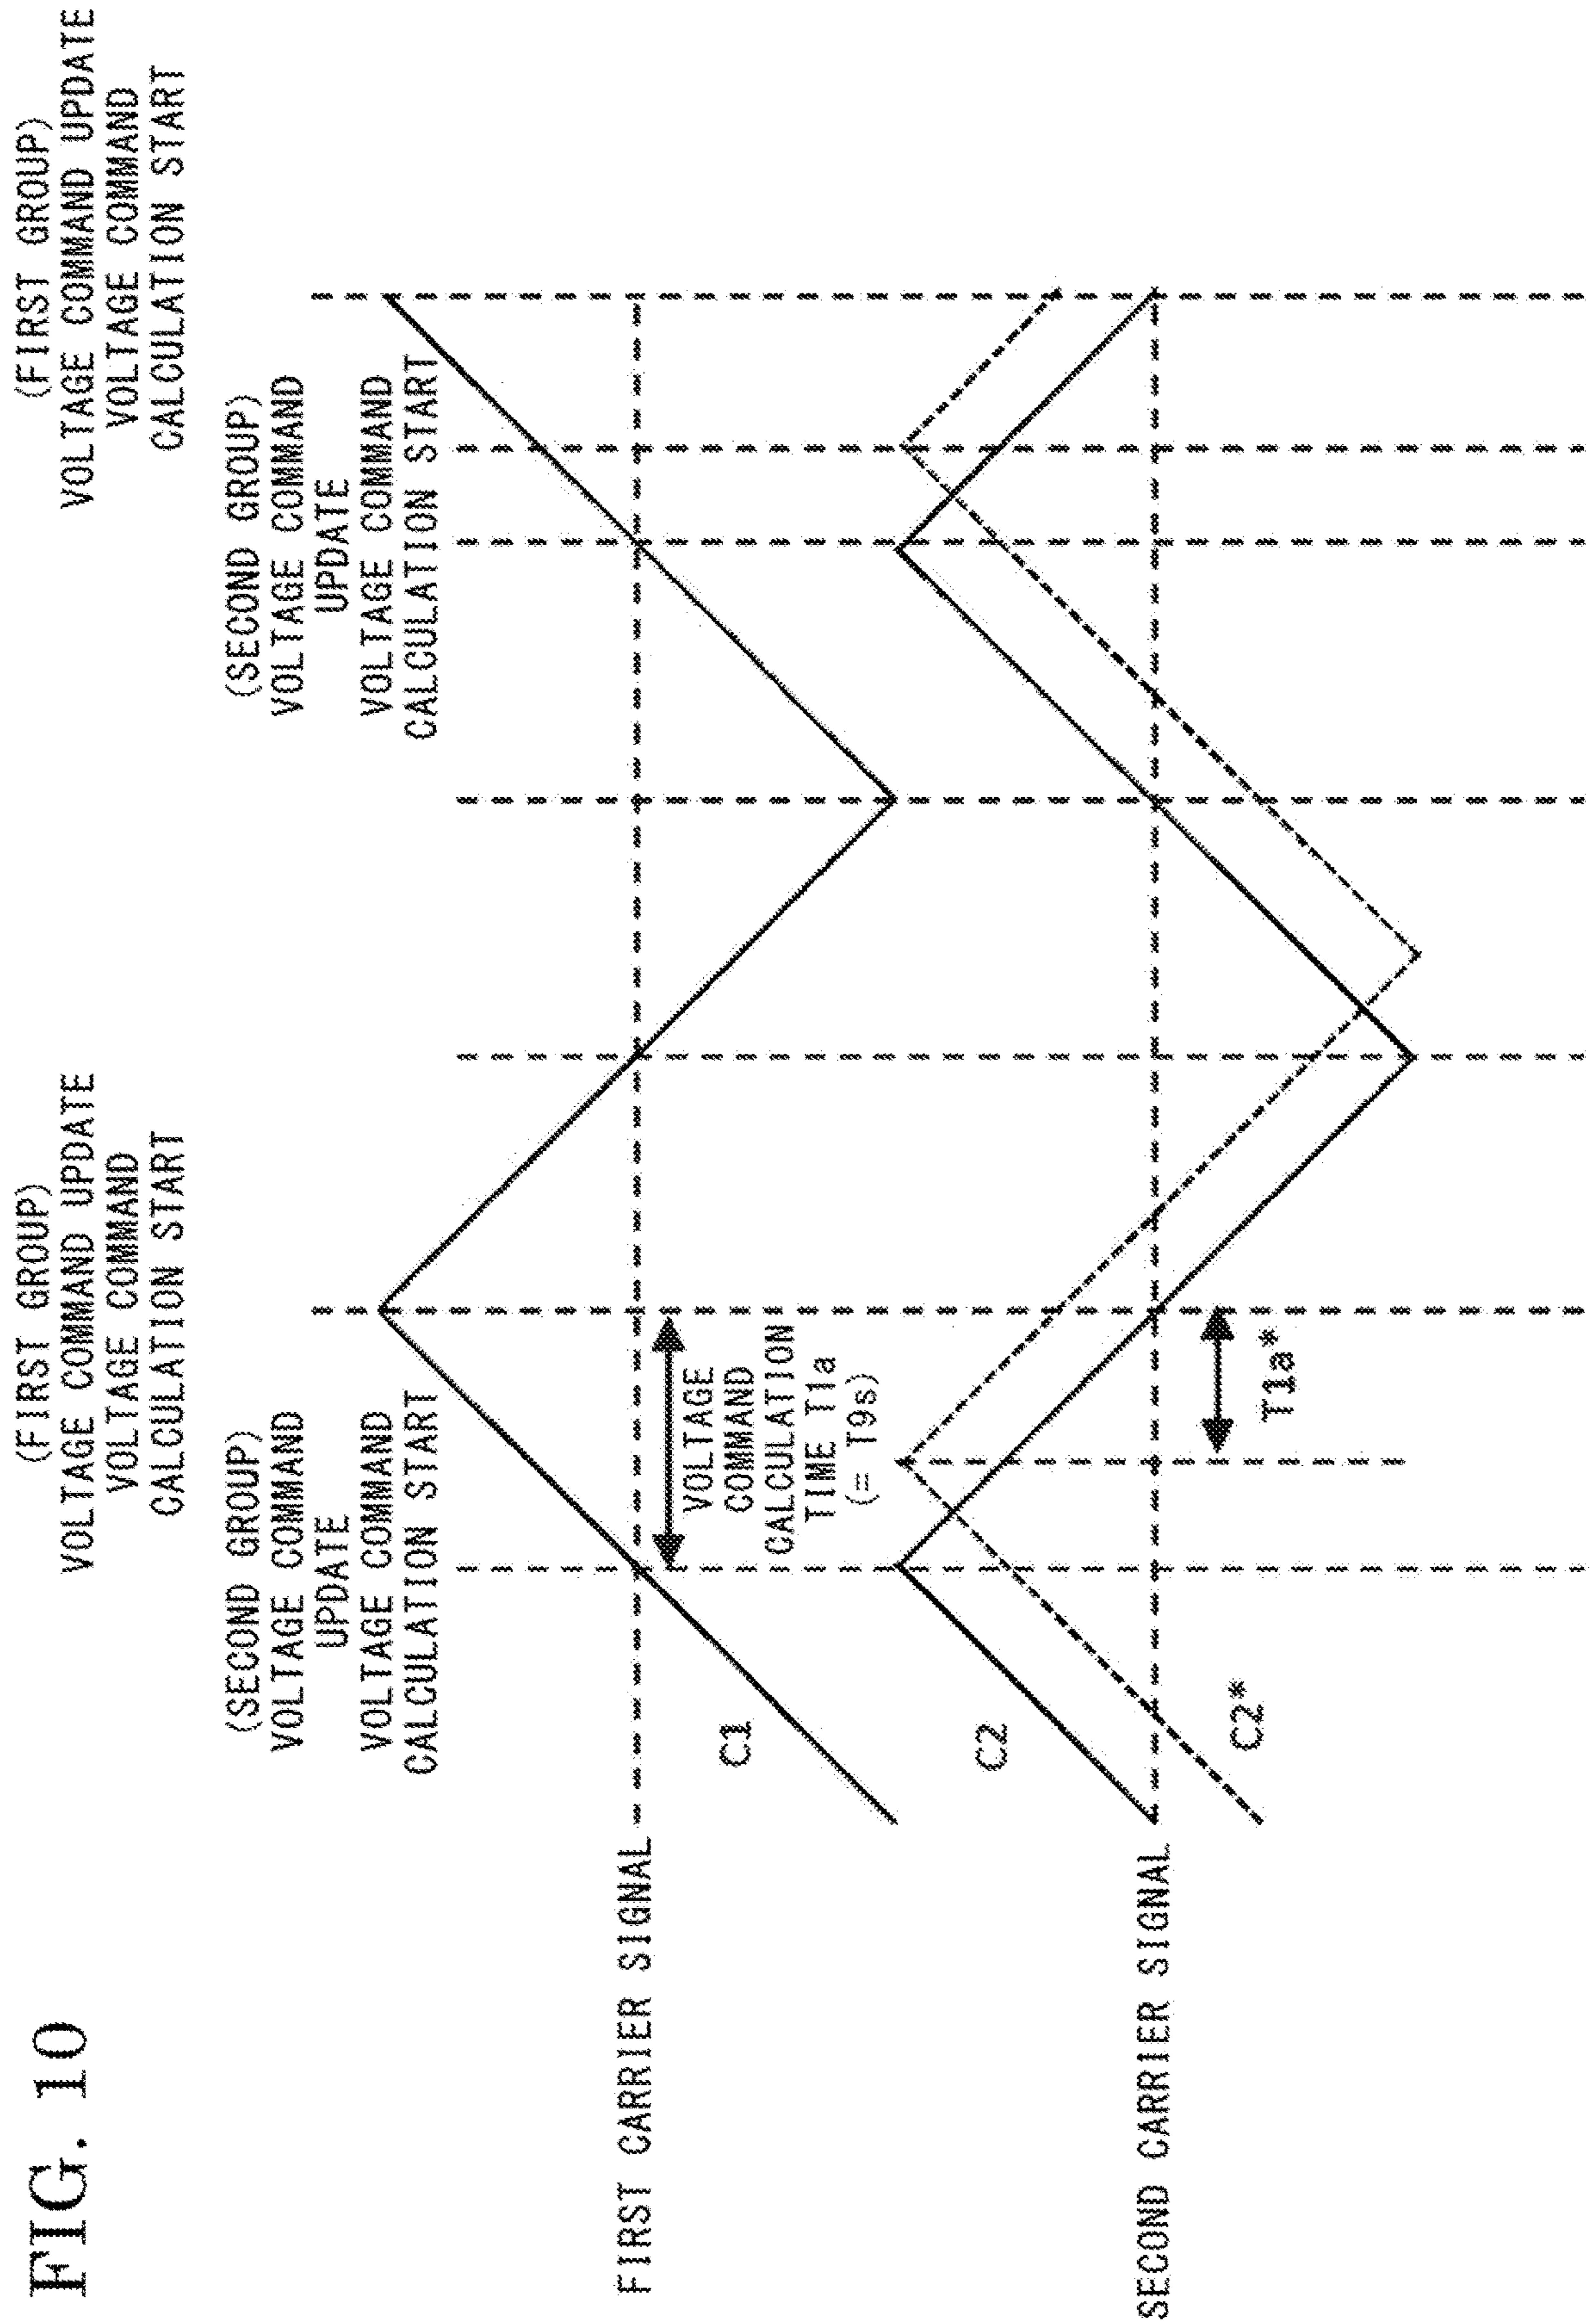 FIG. 10
(FIRST GROUP)
VOLTAGE COMMAND UPDATE
VOLTAGE COMMAND
CALCULATION START
(FIRST GROUP)
VOLTAGE COMMAND UPDATE
VOLTAGE COMMAND
CALCULATION START
(SECOND GROUP)
VOLTAGE COMMAND
UPDATE
VOLTAGE COMMAND
CALCULATION START
(SECOND GROUP)
VOLTAGE COMMAND
UPDATE
VOLTAGE COMMAND
CALCULATION START
FIRST CARRIER SIGNAL
C1
VOLTAGE
COMMAND
CALCULATION
TIME T1a
(= T9s)
C2
SECOND CARRIER SIGNAL
C2*
T1a*